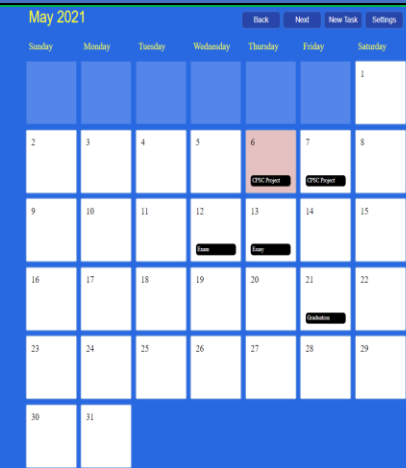 May 2021
Back Next New Task Settings
Sunday Monday Tuesday Wednesday Thursday Friday Saturday
1
2 3 4 5 6 7 8
CPSC Project CPSC Project
9 10 11 12 13 14 15
Exam Essay
16 17 18 19 20 21 22
Graduation
23 24 25 26 27 28 29
30 31